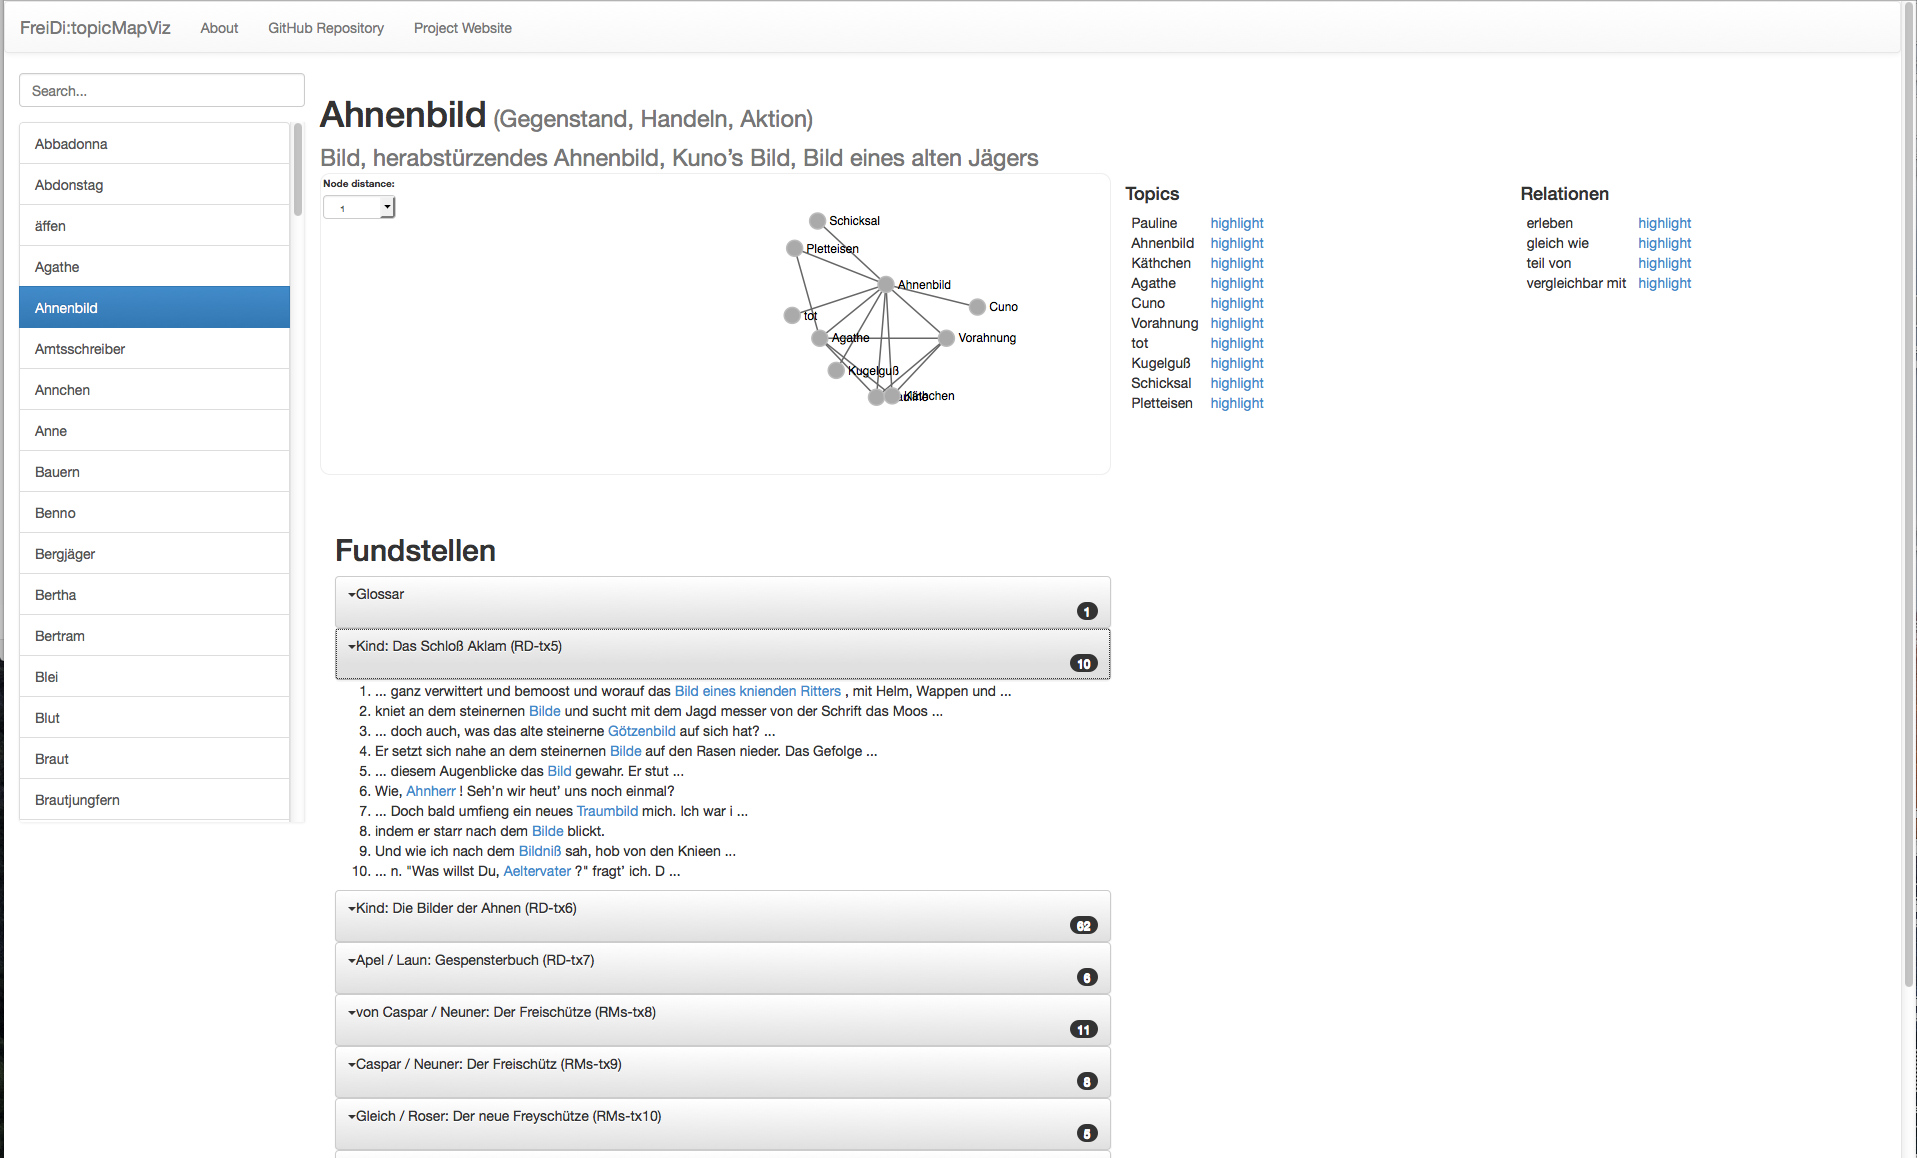 FreiDi:topicMapViz About GitHub Repository Project Website
Search...
Abbadonna
Abdonstag
äffen
Agathe
Ahnenbild
Amtsschreiber
Annchen
Anne
Bauern
Benno
Bergjäger
Bertha
Bertram
Blei
Blut
Braut
Brautjungfern
Ahnenbild (Gegenstand, Handeln, Aktion)
Bild, herabstürzendes Ahnenbild, Kuno's Bild, Bild eines alten Jägers
Node distance:
1
Schicksal
Pletteisen
Ahnenbild
Cuno
tot
Agathe
Vorahnung
Kugelguß
Käthchen
Topics
Pauline highlight
Ahnenbild highlight
Käthchen highlight
Agathe highlight
Cuno highlight
Vorahnung highlight
tot highlight
Kugelguß highlight
Schicksal highlight
Pletteisen highlight
Relationen
erleben highlight
gleich wie highlight
teil von highlight
vergleichbar mit highlight
Fundstellen
Glossar
1
Kind: Das Schloß Aklam (RD-tx5)
10
1. ... ganz verwittert und bemoost und worauf das Bild eines knienden Ritters , mit Helm, Wappen und ...
2. kniet an dem steinernen Bilde und sucht mit dem Jagd messer von der Schrift das Moos ...
3. ... doch auch, was das alte steinerne Götzenbild auf sich hat? ...
4. Er setzt sich nahe an dem steinernen Bilde auf den Rasen nieder. Das Gefolge ...
5. ... diesem Augenblicke das Bild gewahr. Er stut ...
6. Wie, Ahnherr ! Seh'n wir heut' uns noch einmal?
7. ... Doch bald umfieng ein neues Traumbild mich. Ich war i ...
8. indem er starr nach dem Bilde blickt.
9. Und wie ich nach dem Bildniß sah, hob von den Knieen ...
10. ... n. "Was willst Du, Aeltervater ?" fragt' ich. D ...
Kind: Die Bilder der Ahnen (RD-tx6)
62
Apel / Laun: Gespensterbuch (RD-tx7)
6
von Caspar / Neuner: Der Freischütze (RMs-tx8)
11
Caspar / Neuner: Der Freischütz (RMs-tx9)
8
Gleich / Roser: Der neue Freyschütze (RMs-tx10)
5